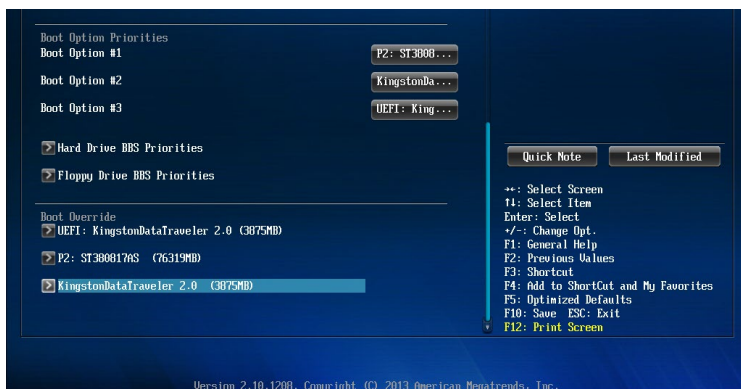 Boot Option Priorities
Boot Option #1 P2: ST3808...
Boot Option #2 KingstonDa...
Boot Option #3 UEFI: King...
Hard Drive BBS Priorities
Floppy Drive BBS Priorities
Boot Override
UEFI: KingstonDataTraveler 2.0 (3875MB)
P2: ST380817AS (76319MB)
KingstonDataTraveler 2.0 (3875MB)
Quick Note Last Modified
→←: Select Screen
↑↓: Select Item
Enter: Select
+/-: Change Opt.
F1: General Help
F2: Previous Values
F3: Shortcut
F4: Add to ShortCut and My Favorites
F5: Optimized Defaults
F10: Save ESC: Exit
F12: Print Screen
Version 2.10.1208. Copyright (C) 2013 American Megatrends, Inc.